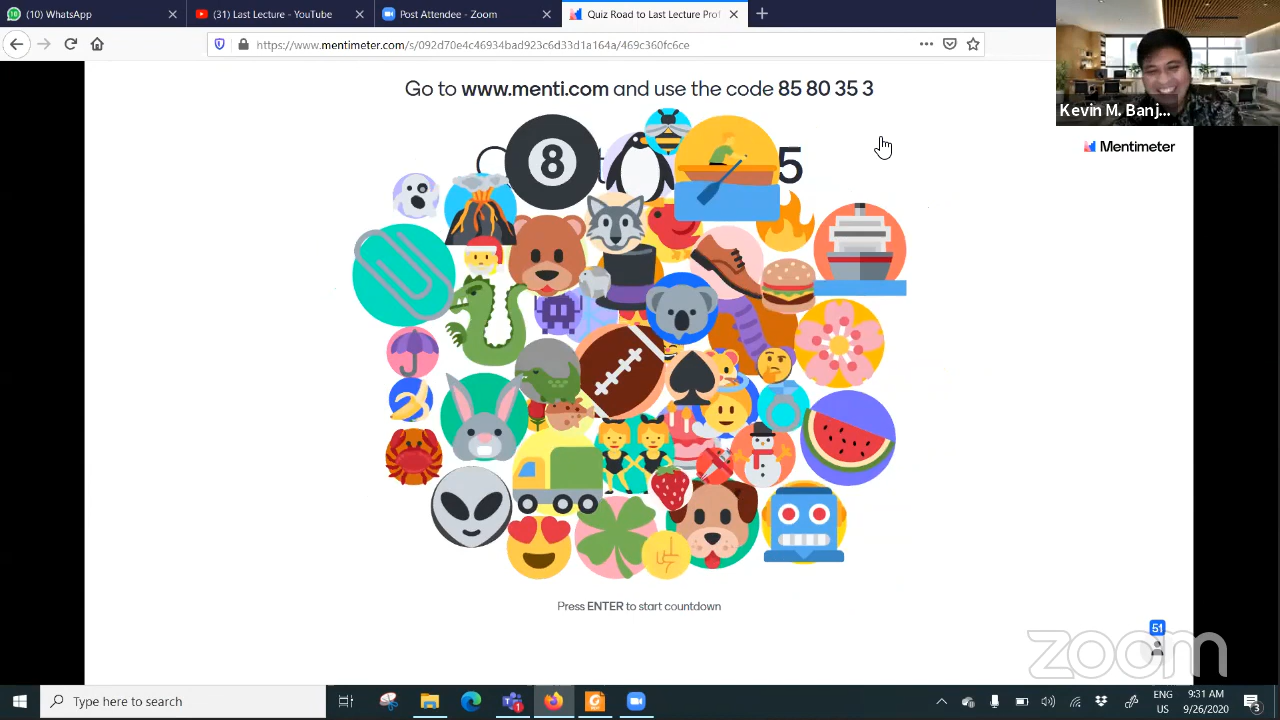 (10) WhatsApp
(31) Last Lecture - YouTube
Post Attendee - Zoom
Quiz Road to Last Lecture Prof
https://www.mentimeter.com/s/092d70e4c46934bad923c6d33d1a164a/469c360fc6ce
Go to www.menti.com and use the code 85 80 35 3
Kevin M. Banj...
Mentimeter
8
5
Press ENTER to start countdown
51
zoom
Type here to search
1
ENG
US
9:31 AM
9/26/2020
3